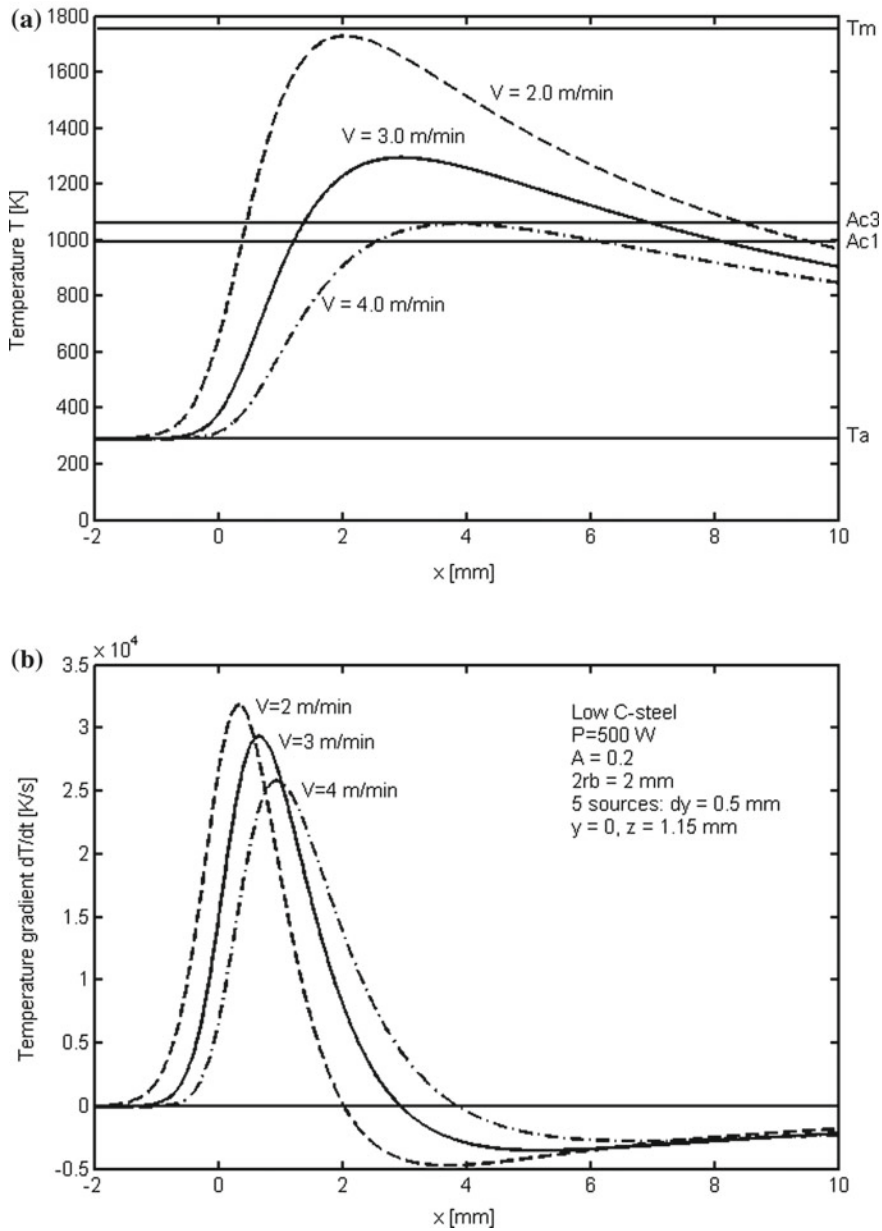 (a)
1800
1600
1400
1200
1000
800
600
400
200
0
Temperature T [K]
Tm
Ac3
Ac1
Ta
V = 2.0 m/min
V = 3.0 m/min
V = 4.0 m/min
-2
0
2
4
6
8
10
x [mm]
(b)
× 10⁴
3.5
3
2.5
2
1.5
1
0.5
0
-0.5
Temperature gradient dT/dt [K/s]
V=2 m/min
V=3 m/min
V=4 m/min
Low C-steel
P=500 W
A = 0.2
2rb = 2 mm
5 sources: dy = 0.5 mm
y = 0, z = 1.15 mm
-2
0
2
4
6
8
10
x [mm]